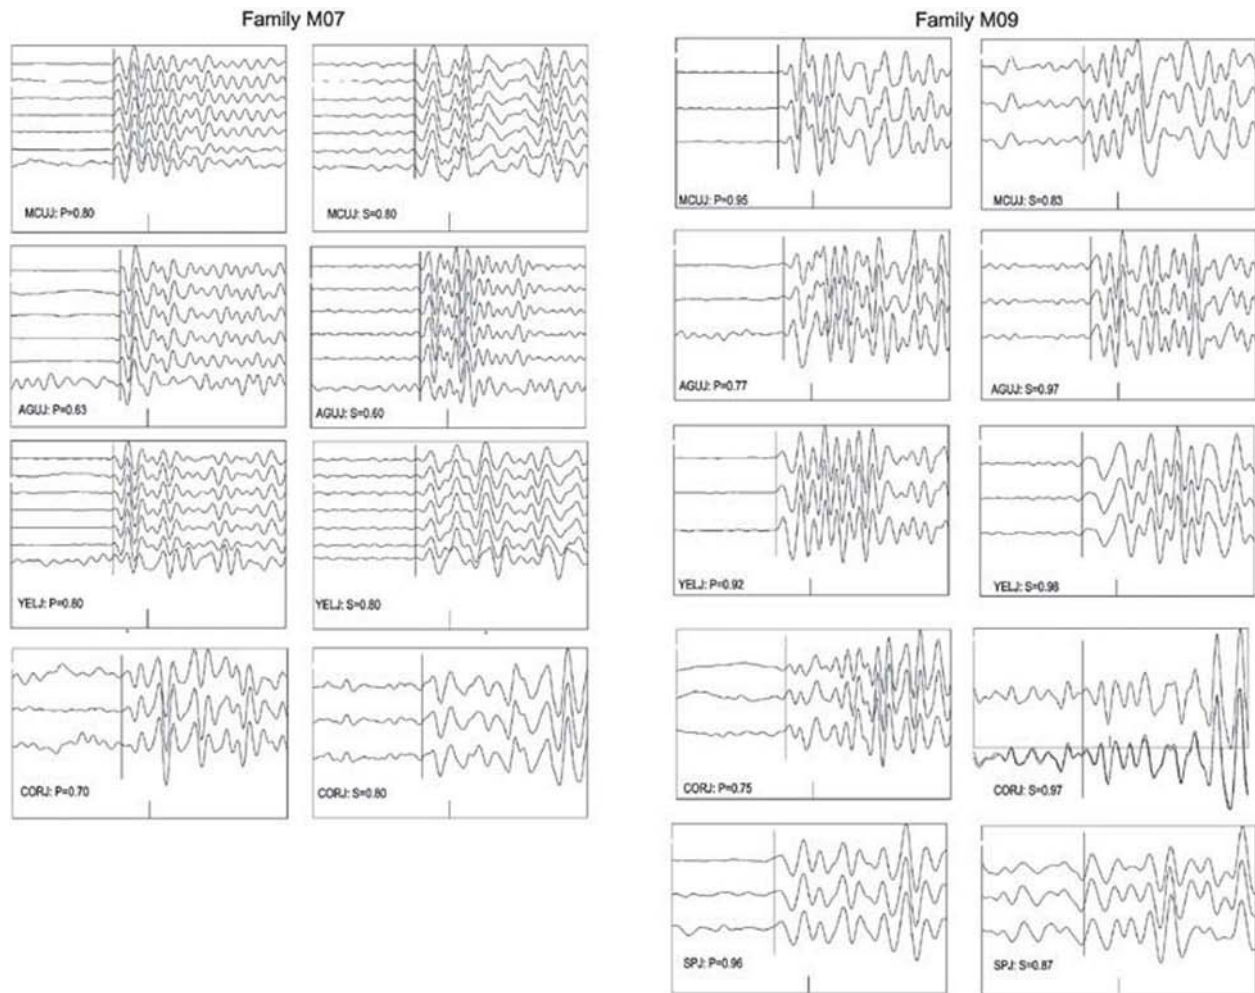 Family M07
MCUJ: P=0.80
MCUJ: S=0.80
AGUJ: P=0.63
AGUJ: S=0.60
YELJ: P=0.80
YELJ: S=0.80
CORJ: P=0.70
CORJ: S=0.80
Family M09
MCUJ: P=0.95
MCUJ: S=0.83
AGUJ: P=0.77
AGUJ: S=0.97
YELJ: P=0.92
YELJ: S=0.98
CORJ: P=0.75
CORJ: S=0.97
SPJ: P=0.96
SPJ: S=0.87